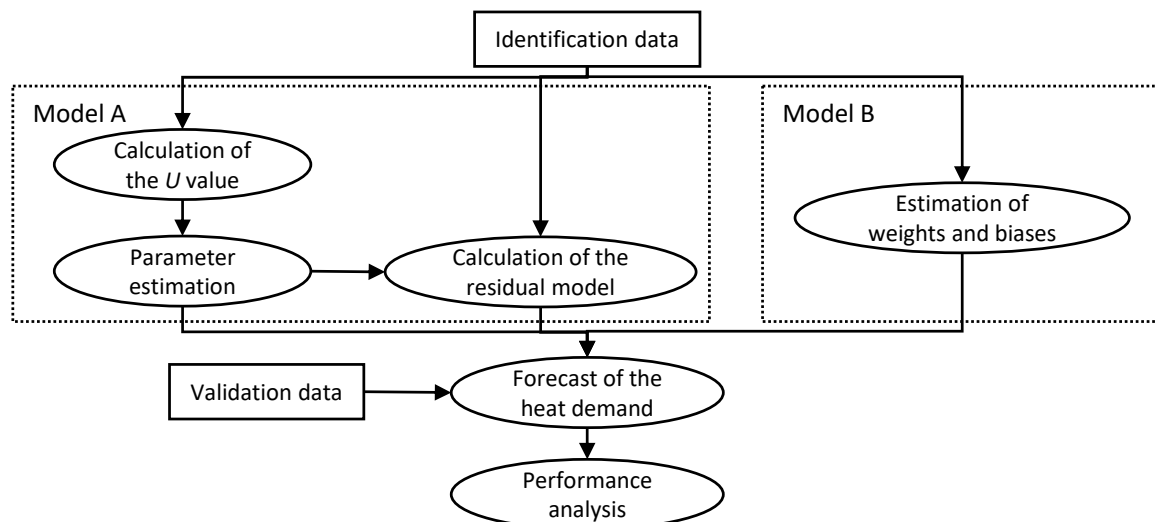 Identification data
Model A
Model B
Calculation of
the U value
Estimation of
weights and biases
Parameter
estimation
Calculation of the
residual model
Validation data
Forecast of the
heat demand
Performance
analysis